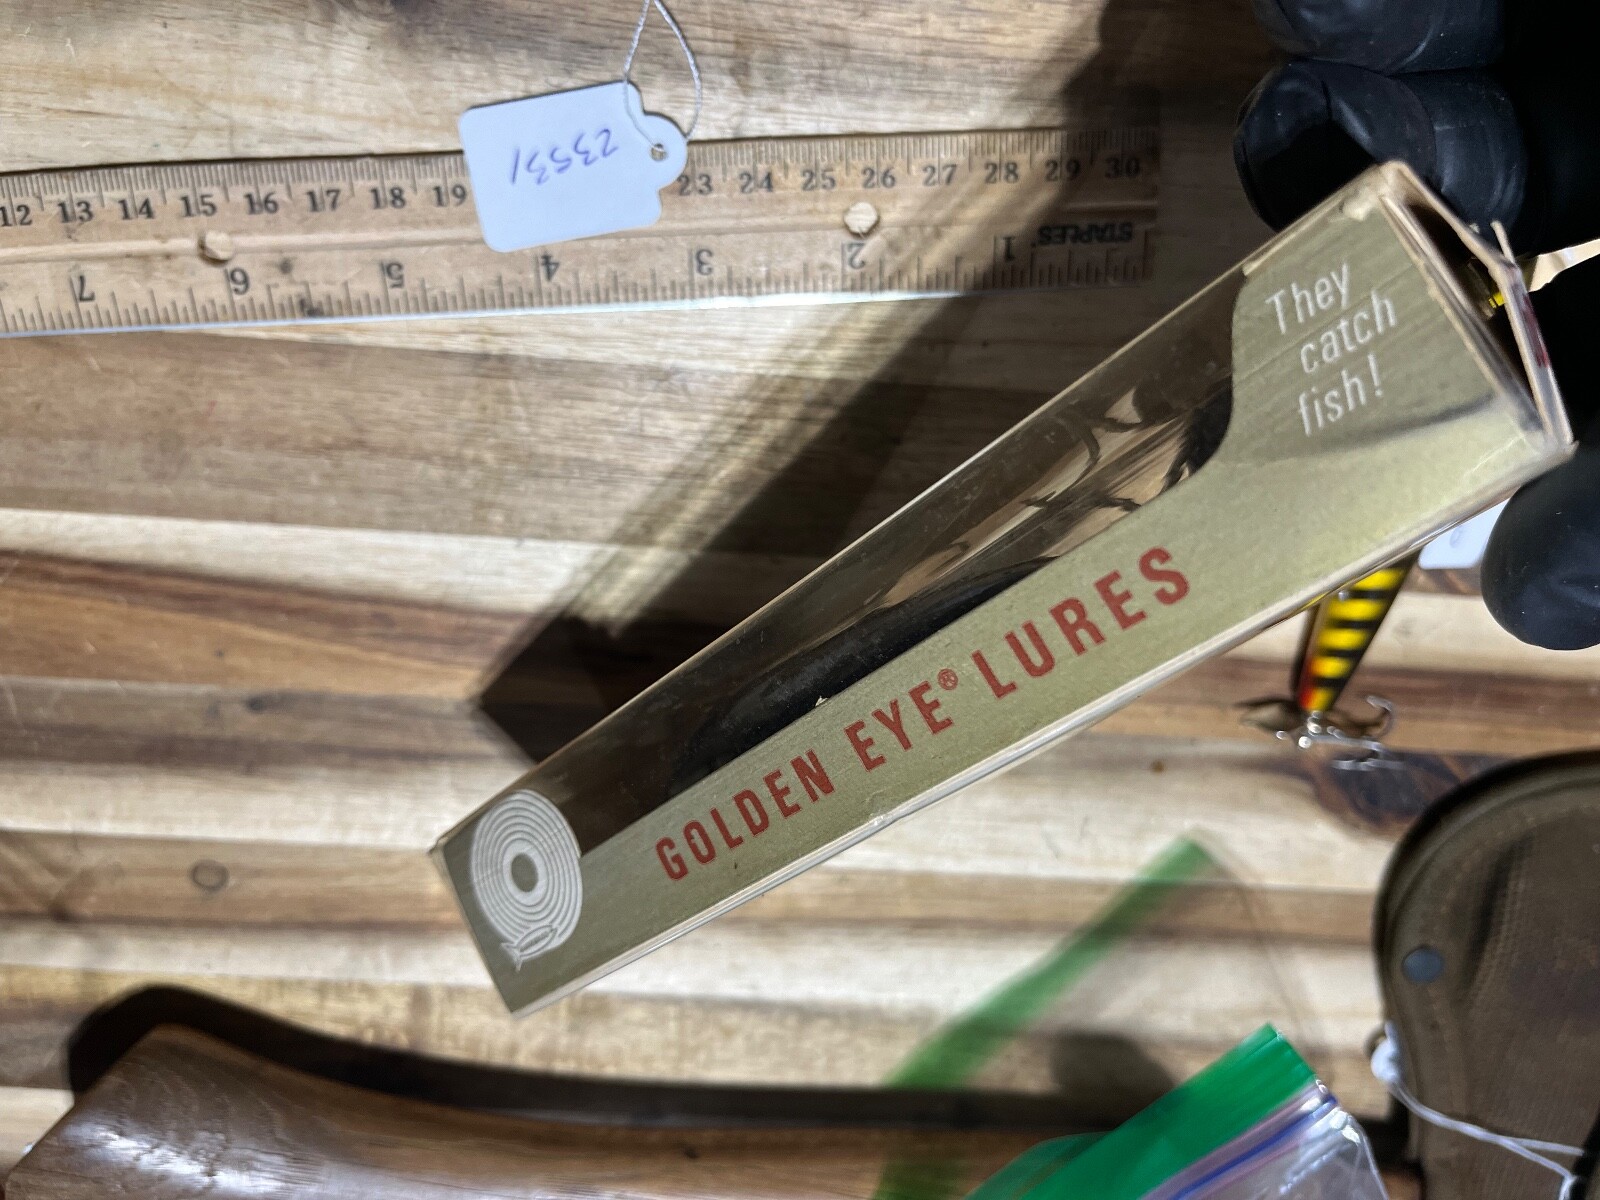 23531
12 13 14 15 16 17 18 19 23 24 25 26 27 28 29 30
7 6 5 4 3 2 1 STAPLES
They
catch
fish!
GOLDEN EYE® LURES